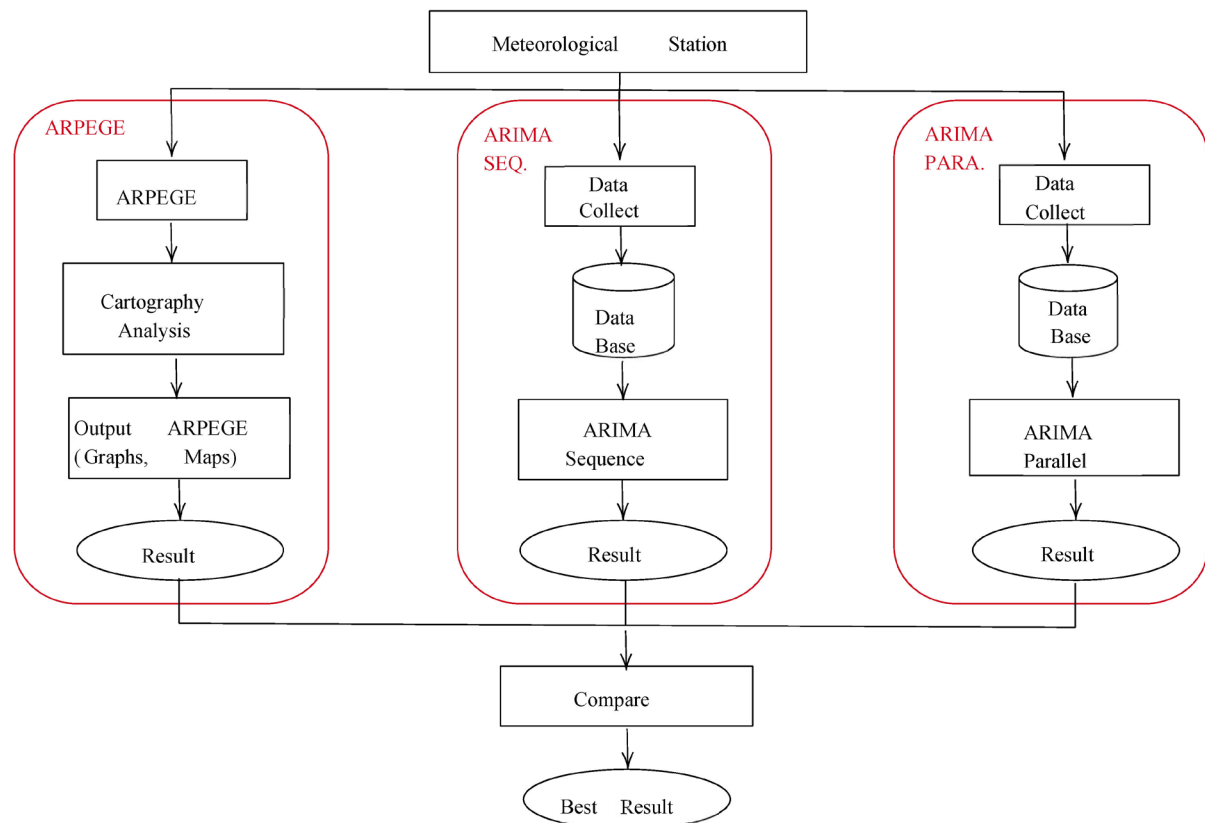 Meteorological Station
ARPEGE
ARPEGE
Cartography
Analysis
Output ARPEGE
(Graphs, Maps)
Result
ARIMA
SEQ.
Data
Collect
Data
Base
ARIMA
Sequence
Result
ARIMA
PARA.
Data
Collect
Data
Base
ARIMA
Parallel
Result
Compare
Best Result